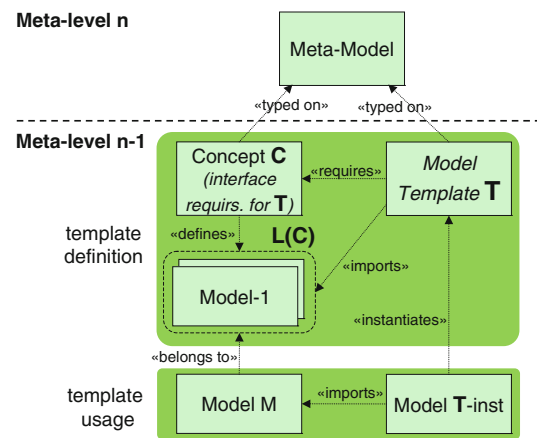 Meta-level n
Meta-Model
«typed on»
«typed on»
Meta-level n-1
Concept C
(interface
requirs. for T)
«requires»
Model
Template T
template
definition
«defines»
L(C)
«imports»
Model-1
«instantiates»
«belongs to»
template
usage
Model M
«imports»
Model T-inst